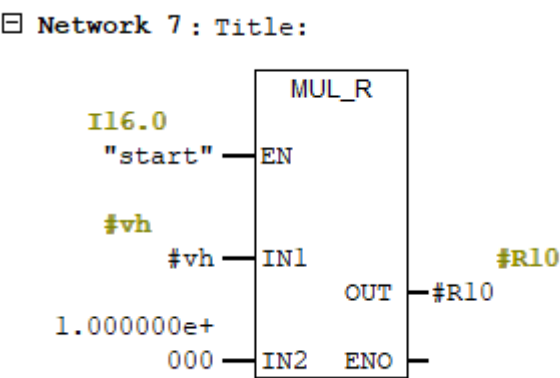 Network 7: Title:
MUL_R
I16.0
"start" EN
#vh
#vh IN1
#R10
OUT #R10
1.000000e+
000 IN2 ENO